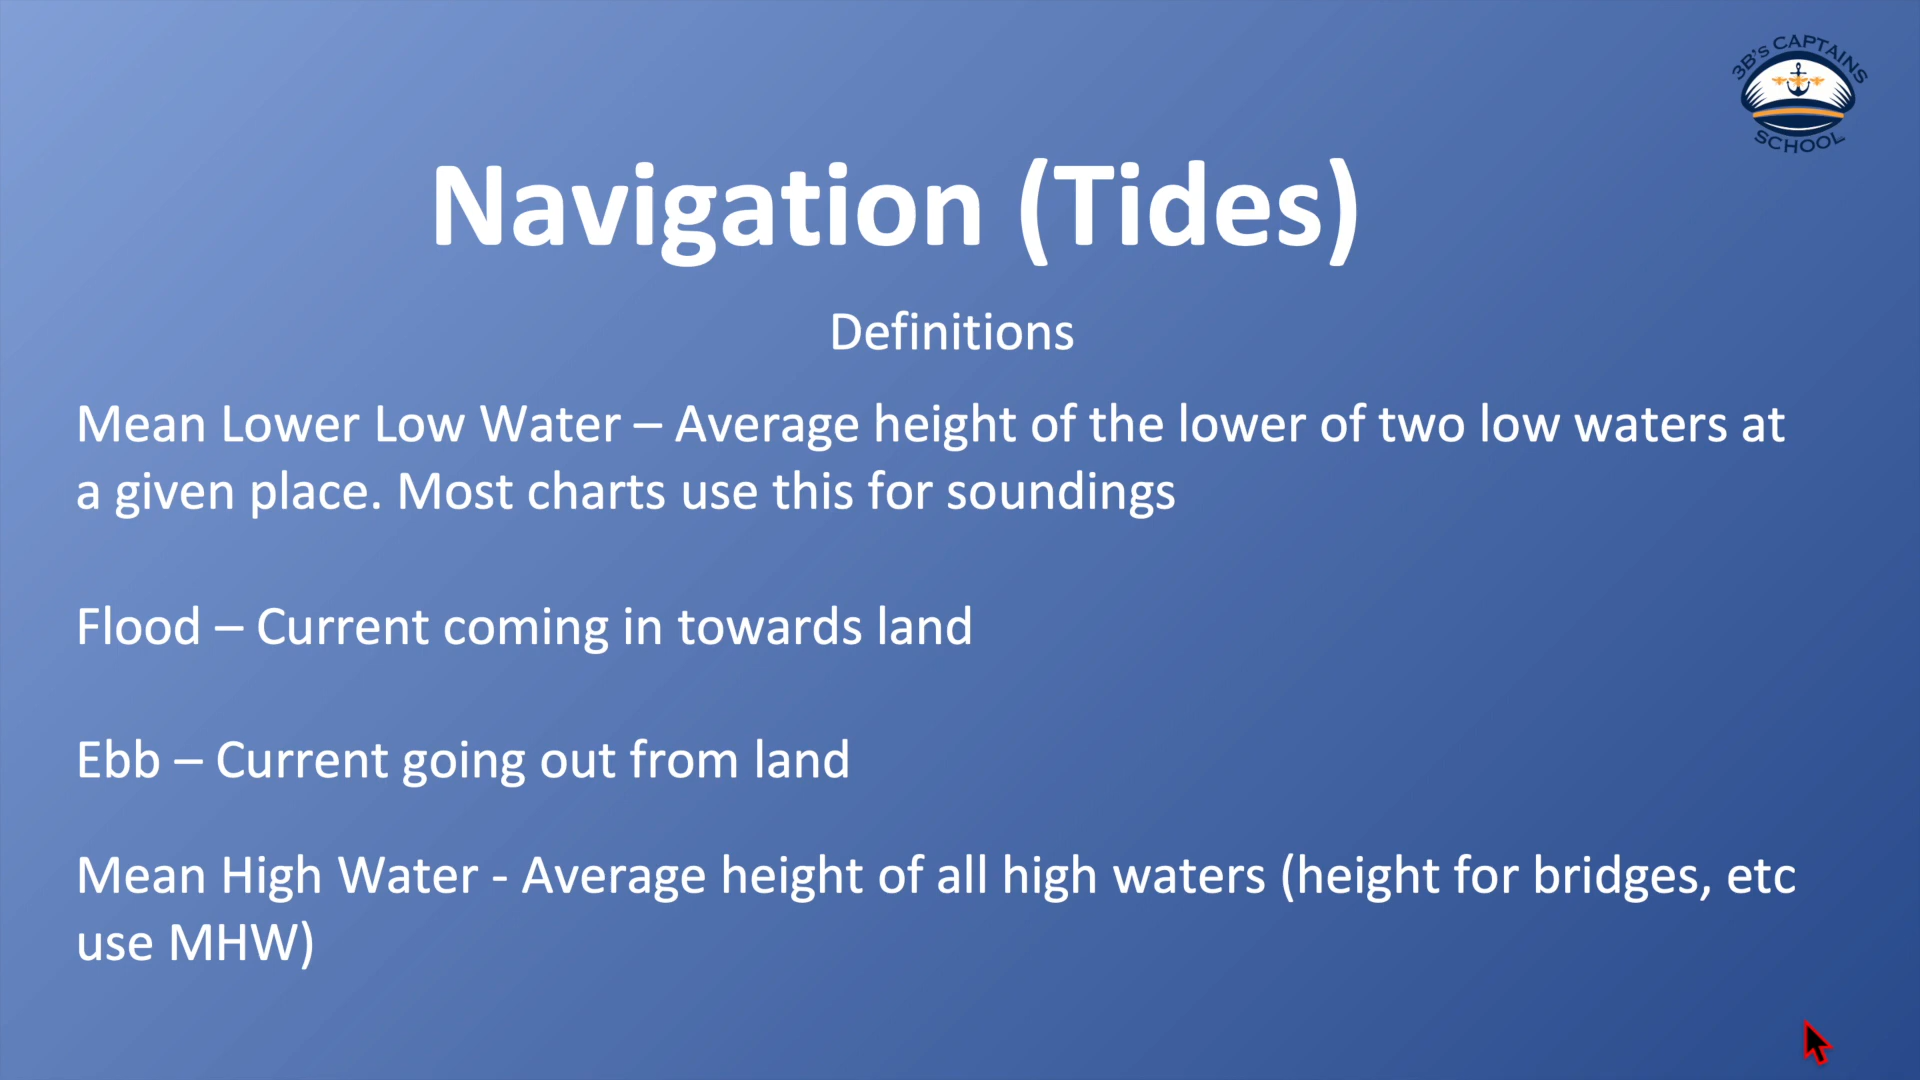 3B's CAPTAINS
SCHOOL
Navigation (Tides)
Definitions
Mean Lower Low Water – Average height of the lower of two low waters at
a given place. Most charts use this for soundings
Flood – Current coming in towards land
Ebb – Current going out from land
Mean High Water - Average height of all high waters (height for bridges, etc
use MHW)